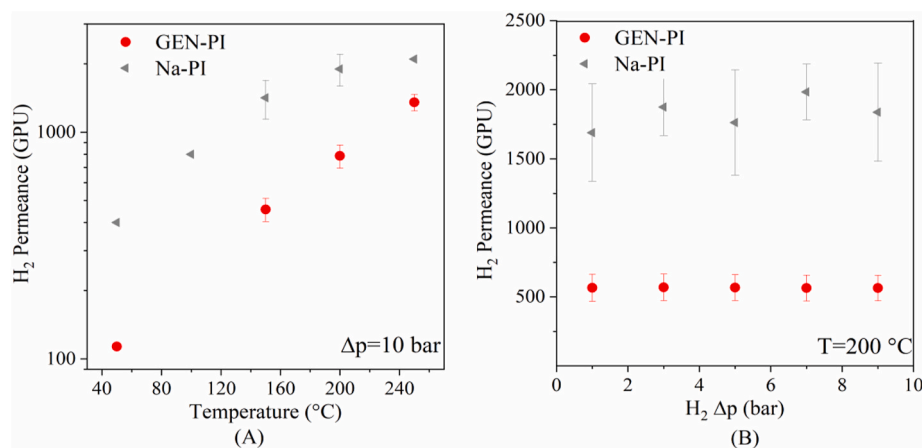 GEN-PI
Na-PI
H₂ Permeance (GPU)
1000
100
Δp=10 bar
40 80 120 160 200 240
Temperature (°C)
(A)
GEN-PI
Na-PI
H₂ Permeance (GPU)
2500
2000
1750
1500
1000
500
T=200 °C
0 2 4 6 8 10
H₂ Δp (bar)
(B)